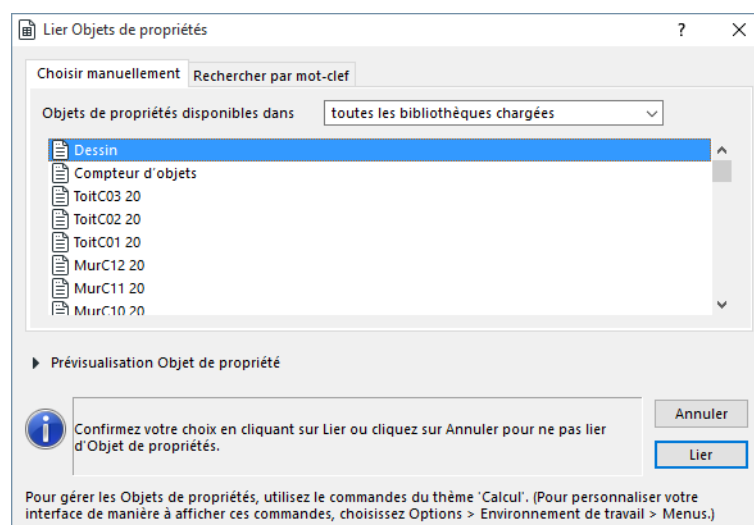 Lier Objets de propriétés
?
Choisir manuellement
Rechercher par mot-clef
Objets de propriétés disponibles dans
toutes les bibliothèques chargées
Dessin
Compteur d'objets
ToitC03 20
ToitC02 20
ToitC01 20
MurC12 20
MurC11 20
MurC10 20
Prévisualisation Objet de propriété
Confirmez votre choix en cliquant sur Lier ou cliquez sur Annuler pour ne pas lier
d'Objet de propriétés.
Annuler
Lier
Pour gérer les Objets de propriétés, utilisez le commandes du thème 'Calcul'. (Pour personnaliser votre
interface de manière à afficher ces commandes, choisissez Options > Environnement de travail > Menus.)